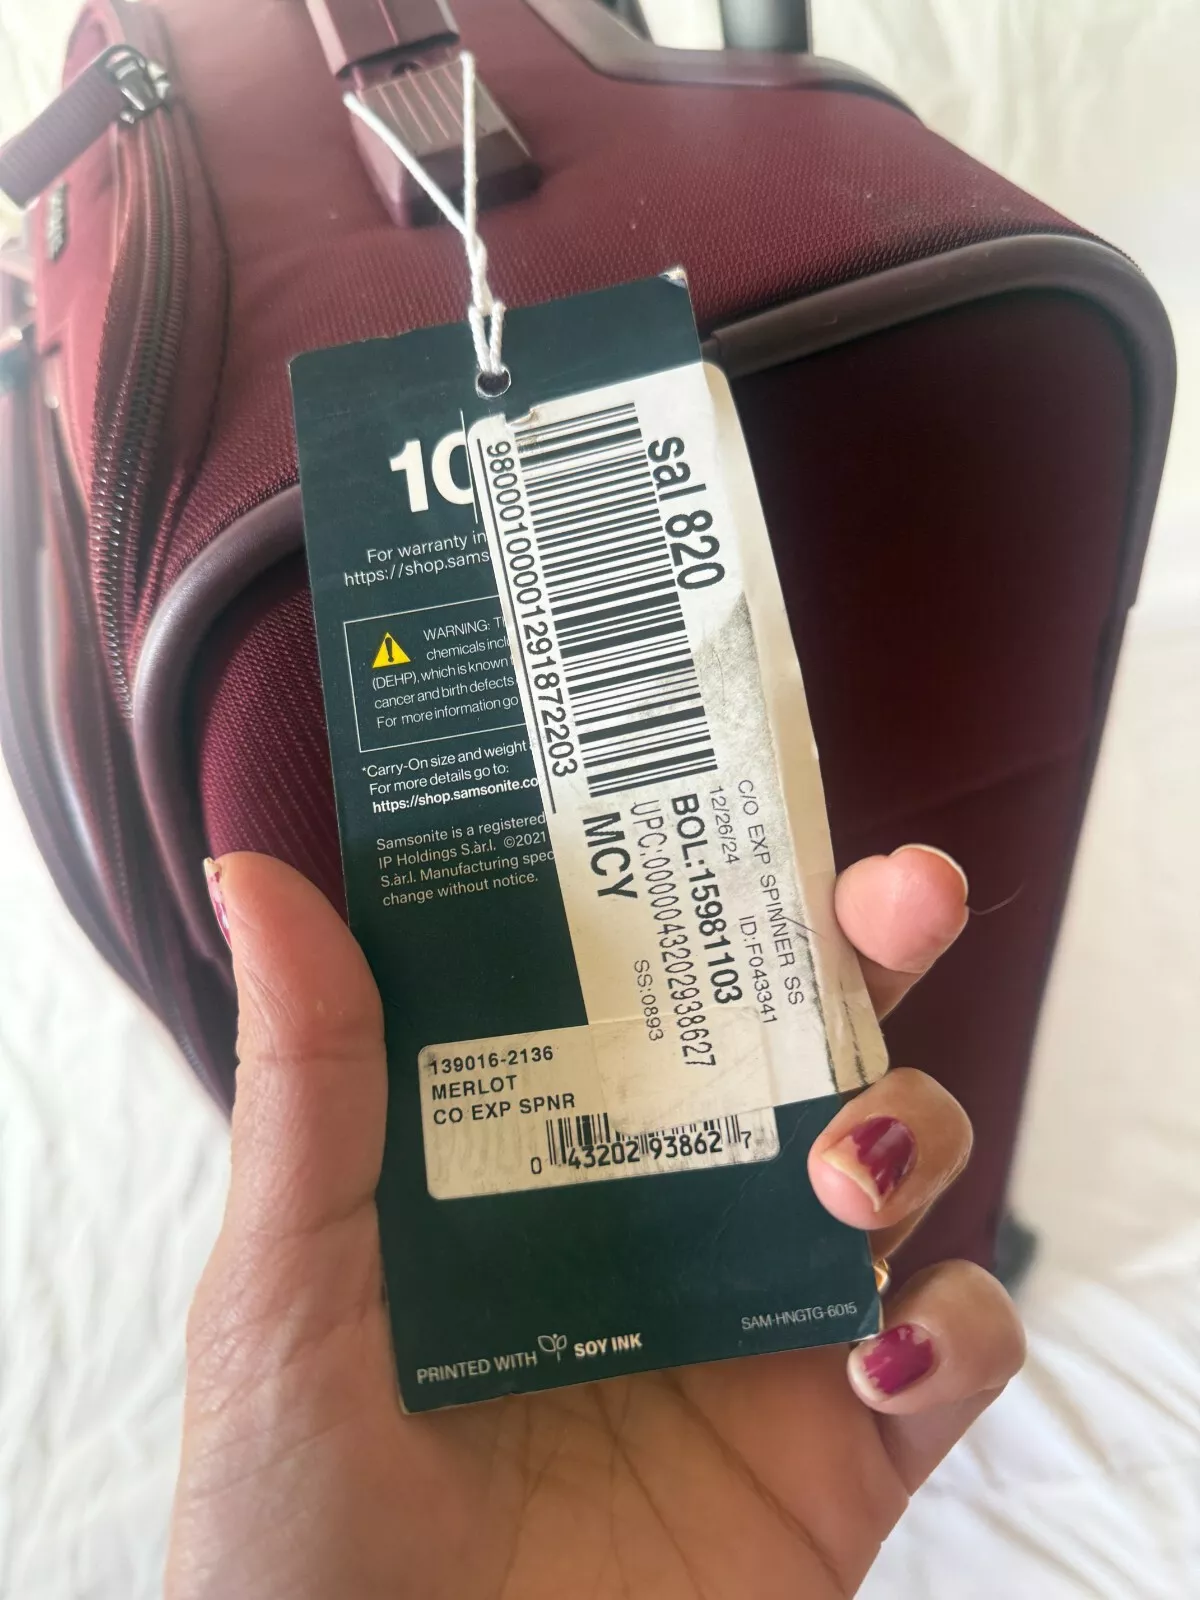 10
For warranty in
https://shop.sams
WARNING:
chemicals incl
(DEHP), which is known
cancer and birth defects
For more information go
*Carry-On size and weight
For more details go to:
https://shop.samsonite.co
Samsonite is a registered
IP Holdings S.àr.l. ©2021
S.àr.l. Manufacturing spec
change without notice.
sal 820
98000100001291872203
C/O EXP SPINNER SS
12/26/24 ID:F043341
BOL:15981103
UPC:00000432029386 27
MCY SS:0893
139016-2136
MERLOT
CO EXP SPNR
0 43202 93862 7
PRINTED WITH SOY INK
SAM-HNGTG-6015